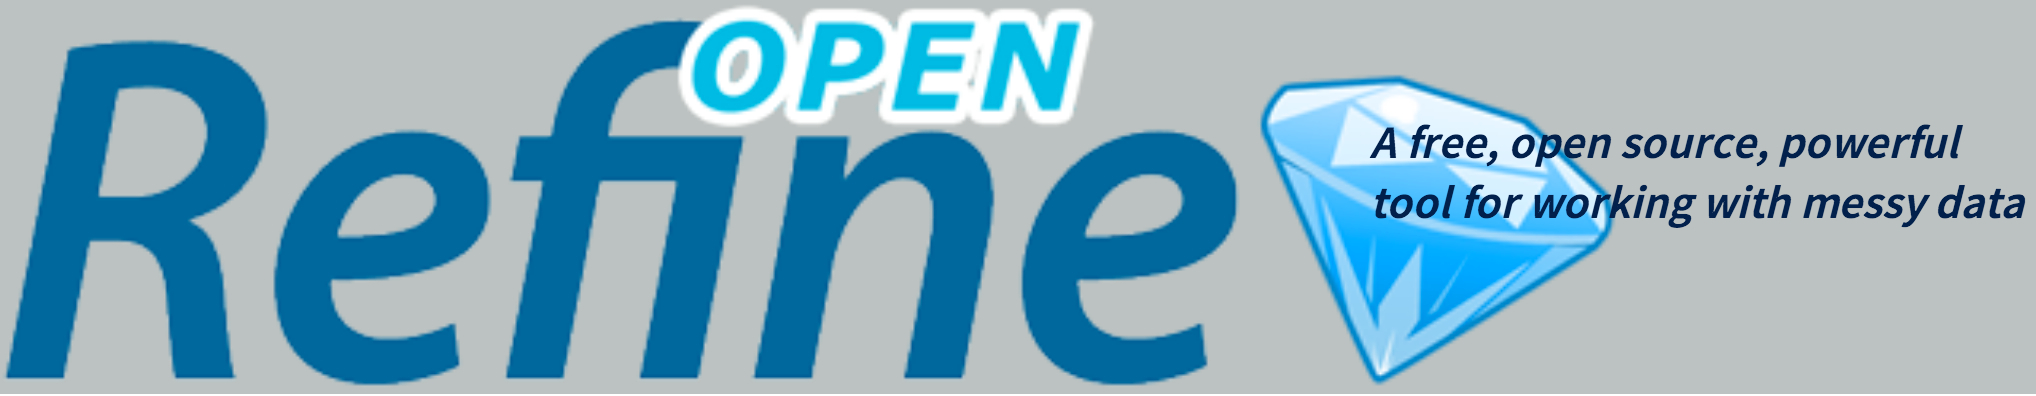 OPEN
Refine
A free, open source, powerful
tool for working with messy data